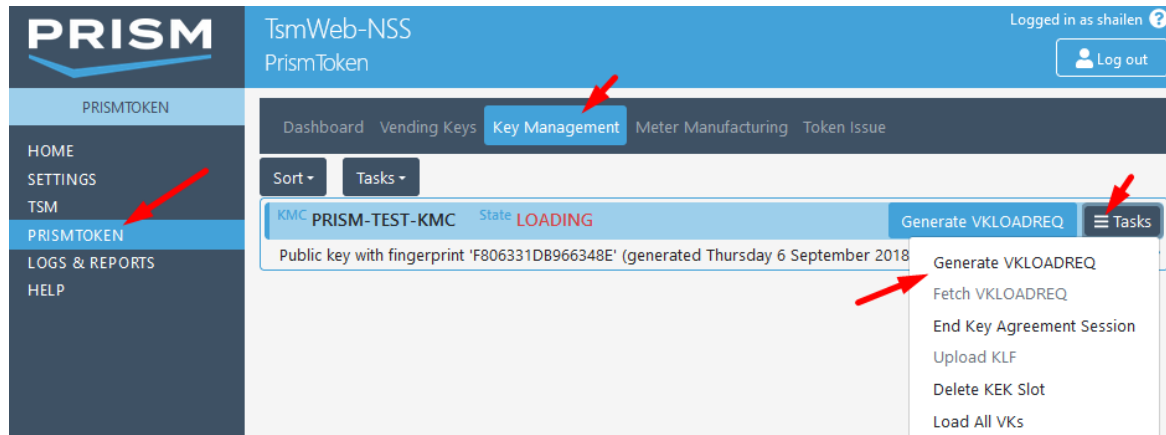 PRISM
TsmWeb-NSS
PrismToken
Logged in as shailen ?
Log out
PRISMTOKEN
HOME
SETTINGS
TSM
PRISMTOKEN
LOGS & REPORTS
HELP
Dashboard Vending Keys Key Management Meter Manufacturing Token Issue
Sort Tasks
KMC PRISM-TEST-KMC State LOADING Generate VKLOADREQ Tasks
Public key with fingerprint 'F806331DB966348E' (generated Thursday 6 September 2018
Generate VKLOADREQ
Fetch VKLOADREQ
End Key Agreement Session
Upload KLF
Delete KEK Slot
Load All VKs